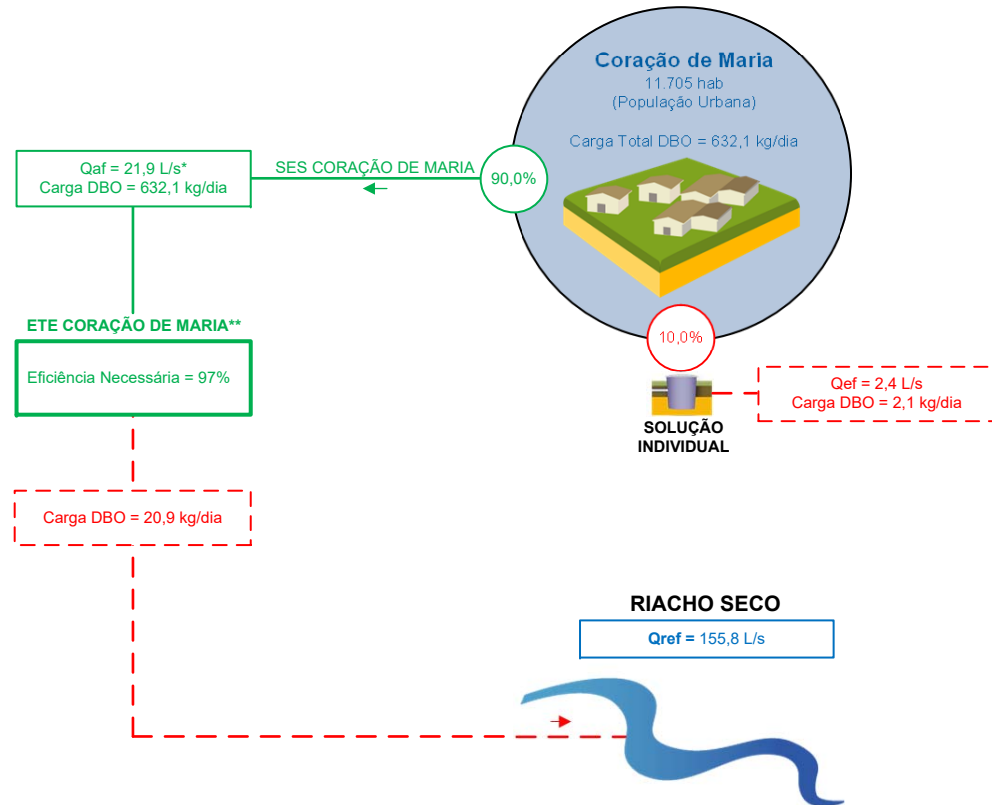 Coração de Maria
11.705 hab
(População Urbana)
Carga Total DBO = 632,1 kg/dia
Qaf = 21,9 L/s*
Carga DBO = 632,1 kg/dia
SES CORAÇÃO DE MARIA
90,0%
ETE CORAÇÃO DE MARIA**
Eficiência Necessária = 97%
10,0%
SOLUÇÃO
INDIVIDUAL
Qef = 2,4 L/s
Carga DBO = 2,1 kg/dia
Carga DBO = 20,9 kg/dia
RIACHO SECO
Qref = 155,8 L/s